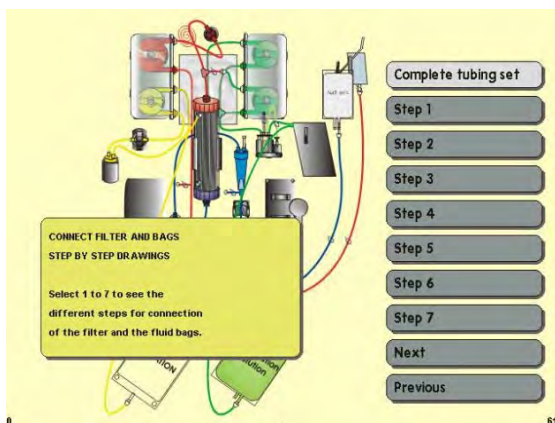 Complete tubing set
Step 1
Step 2
Step 3
Step 4
Step 5
Step 6
Step 7
Next
Previous
CONNECT FILTER AND BAGS
STEP BY STEP DRAWINGS
Select 1 to 7 to see the
different steps for connection
of the filter and the fluid bags.